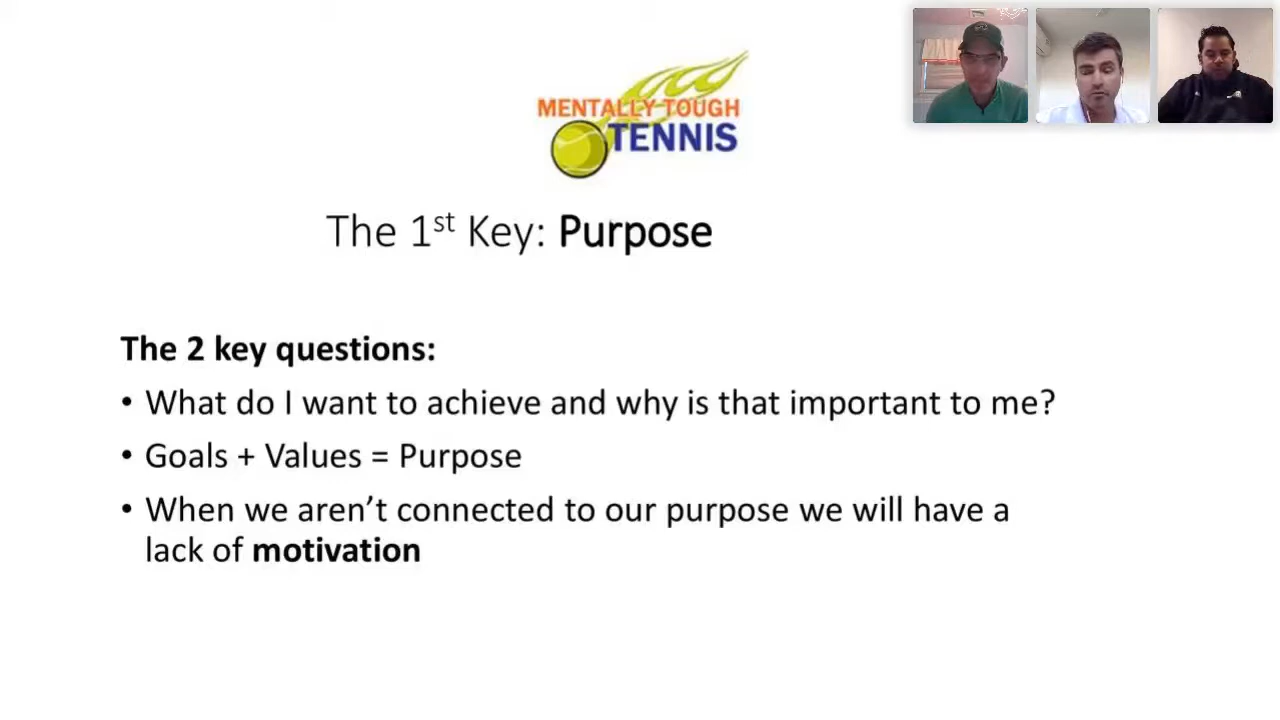 MENTALLY TOUGH
TENNIS
The 1st Key: Purpose
The 2 key questions:
• What do I want to achieve and why is that important to me?
• Goals + Values = Purpose
• When we aren’t connected to our purpose we will have a
lack of motivation